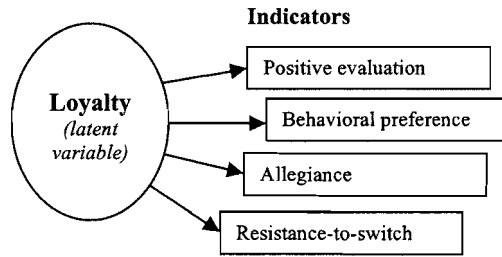 Indicators
Positive evaluation
Loyalty
(latent
variable)
Behavioral preference
Allegiance
Resistance-to-switch